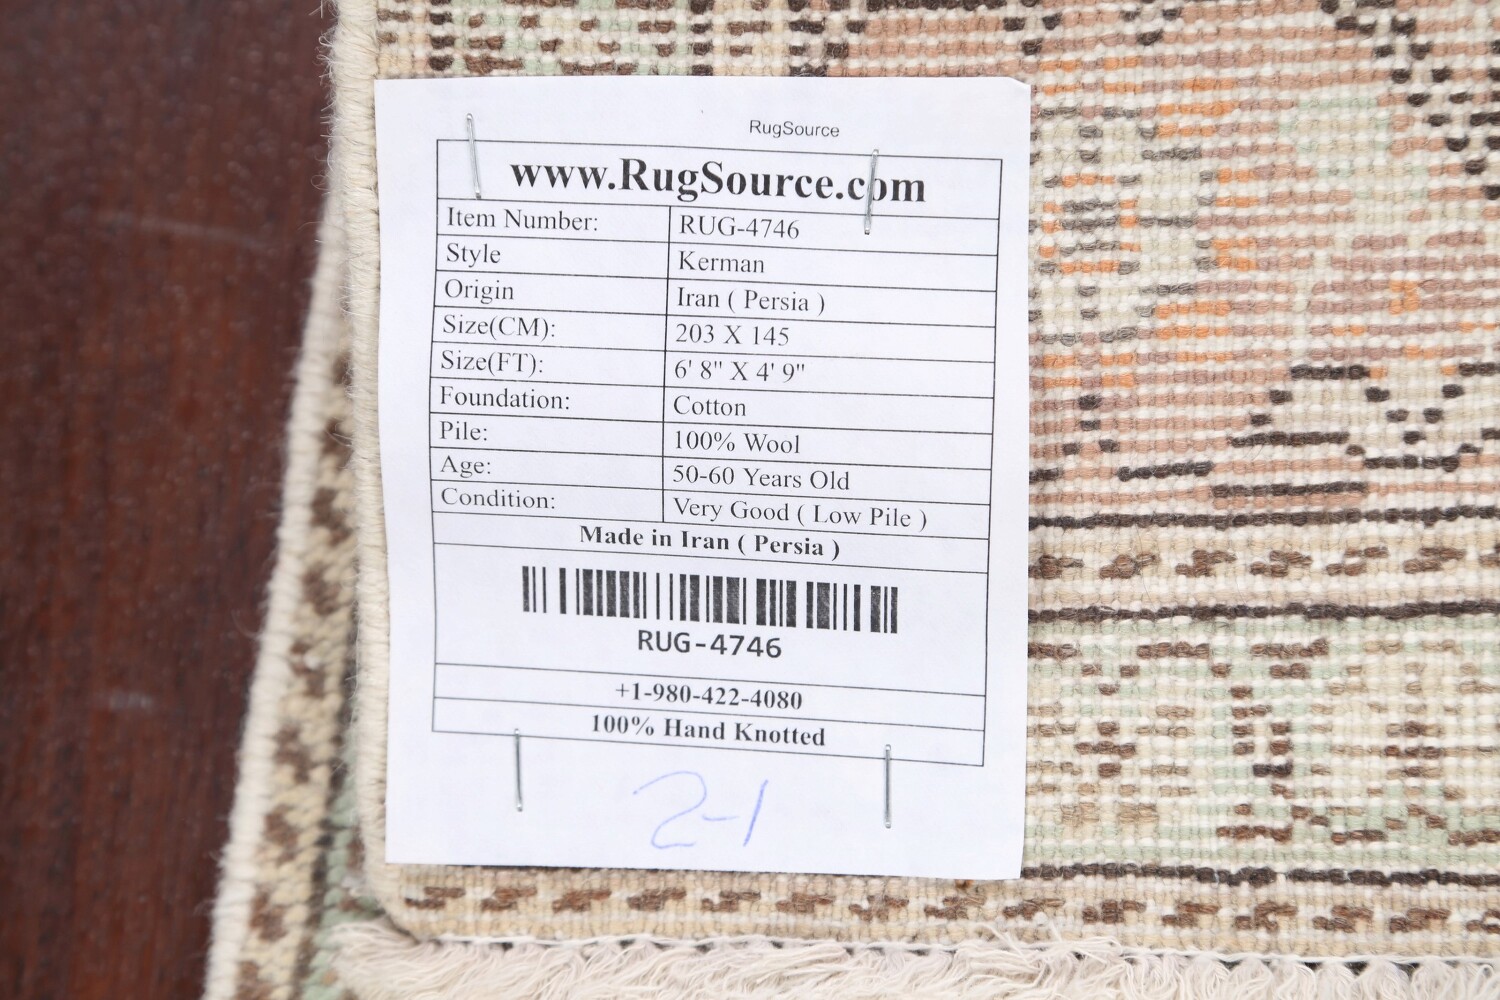 RugSource
www.RugSource.com
Item Number: RUG-4746
Style Kerman
Origin Iran ( Persia )
Size(CM): 203 X 145
Size(FT): 6' 8" X 4' 9"
Foundation: Cotton
Pile: 100% Wool
Age: 50-60 Years Old
Condition: Very Good ( Low Pile )
Made in Iran ( Persia )
RUG-4746
+1-980-422-4080
100% Hand Knotted
2-1